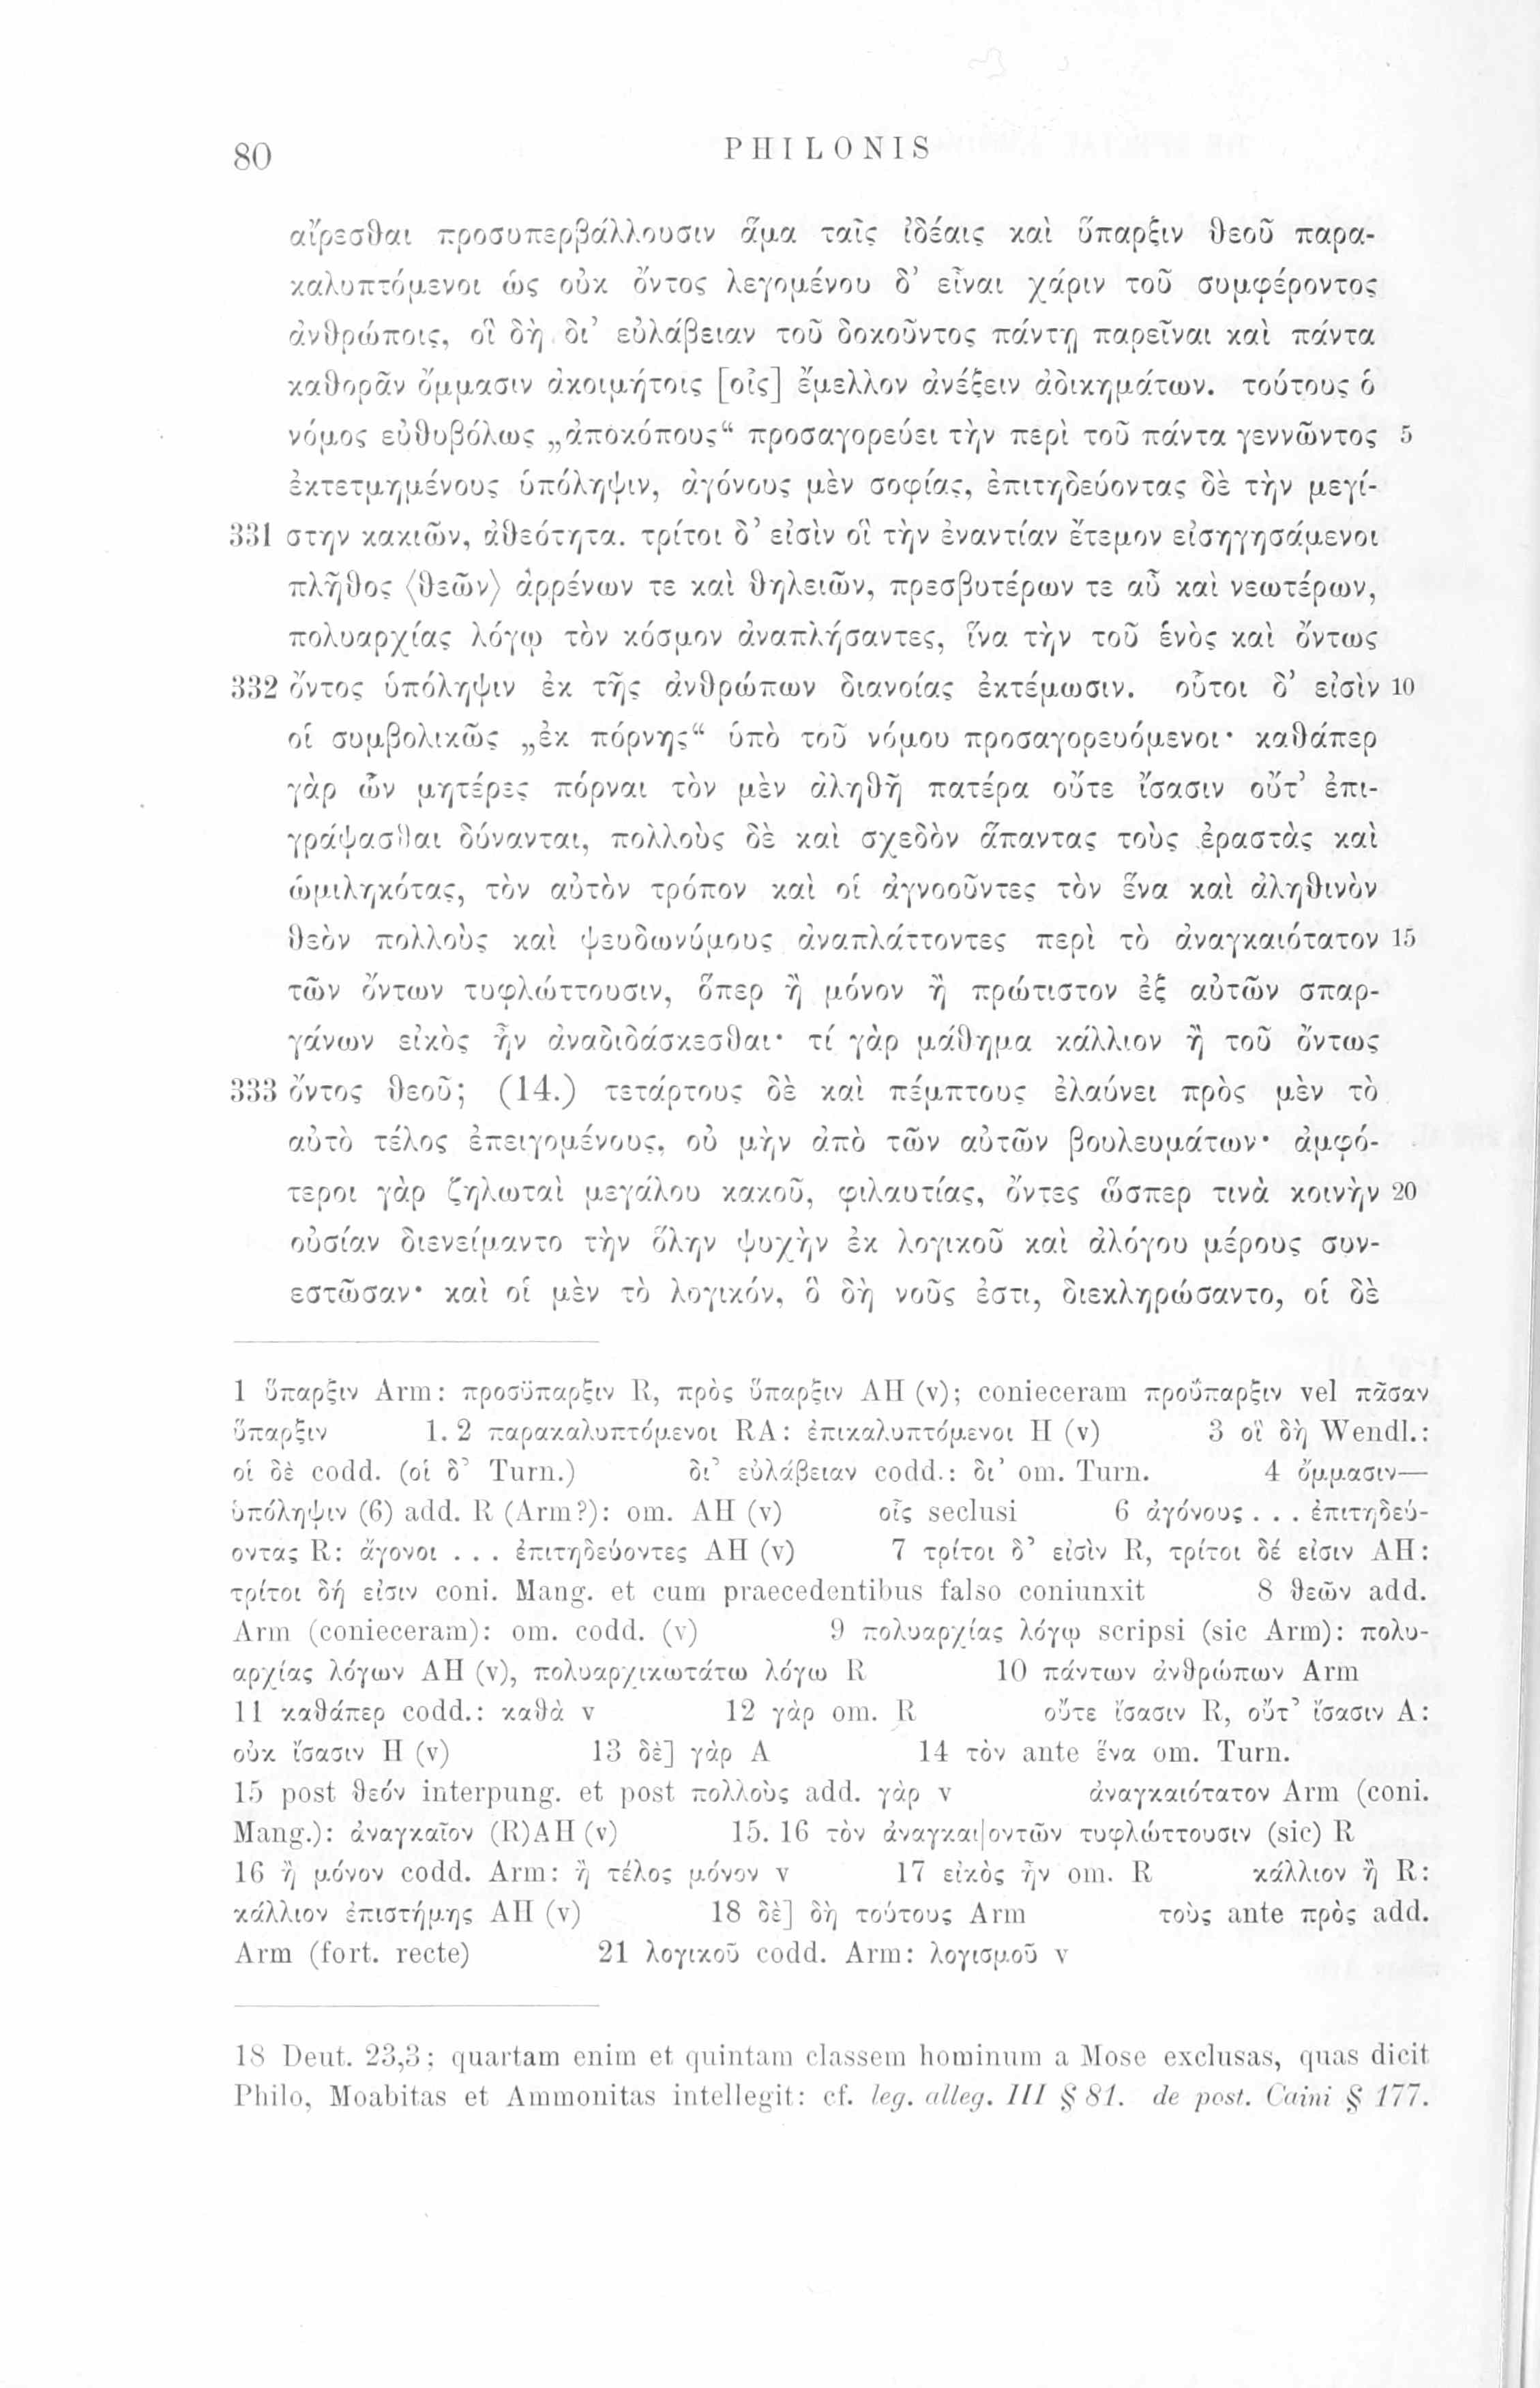 80
PHILONIS
αἴρεσθαι προσυπερβάλλουσιν ἅμα ταῖς ἰδέαις καὶ ὕπαρξιν θεοῦ παρα-
καλυπτόμενοι ὡς οὐκ ὄντος λεγομένου δ’ εἶναι χάριν τοῦ συμφέροντος
ἀνθρώποις, οἳ δὴ δι’ εὐλάβειαν τοῦ δοκοῦντος πάντῃ παρεῖναι καὶ πάντα
καθορᾶν ὄμμασιν ἀκοιμήτοις [οἷς] ἔμελλον ἀνέξειν ἀδικημάτων. τούτους ὁ
νόμος εὐθυβόλως „ἀποκόπους“ προσαγορεύει τὴν περὶ τοῦ πάντα γεννῶντος 5
ἐκτετμημένους ὑπόληψιν, ἀγόνους μὲν σοφίας, ἐπιτηδεύοντας δὲ τὴν μεγί-
331 στην κακιῶν, ἀθεότητα. τρίτοι δ’ εἰσὶν οἳ τὴν ἐναντίαν ἔτεμον εἰσηγησάμενοι
πλῆθος ⟨θεῶν⟩ ἀρρένων τε καὶ θηλειῶν, πρεσβυτέρων τε αὖ καὶ νεωτέρων,
πολυαρχίας λόγῳ τὸν κόσμον ἀναπλήσαντες, ἵνα τὴν τοῦ ἑνὸς καὶ ὄντως
332 ὄντος ὑπόληψιν ἐκ τῆς ἀνθρώπων διανοίας ἐκτέμωσιν. οὗτοι δ’ εἰσὶν 10
οἱ συμβολικῶς „ἐκ πόρνης“ ὑπὸ τοῦ νόμου προσαγορευόμενοι· καθάπερ
γὰρ ὧν μητέρες πόρναι τὸν μὲν ἀληθῆ πατέρα οὔτε ἴσασιν οὔτ’ ἐπι-
γράψασθαι δύνανται, πολλοὺς δὲ καὶ σχεδὸν ἅπαντας τοὺς ἐραστὰς καὶ
ὡμιληκότας, τὸν αὐτὸν τρόπον καὶ οἱ ἀγνοοῦντες τὸν ἕνα καὶ ἀληθινὸν
θεὸν πολλοὺς καὶ ψευδωνύμους ἀναπλάττοντες περὶ τὸ ἀναγκαιότατον 15
τῶν ὄντων τυφλώττουσιν, ὅπερ ἢ μόνον ἢ πρώτιστον ἐξ αὐτῶν σπαρ-
γάνων εἰκὸς ἦν ἀναδιδάσκεσθαι· τί γὰρ μάθημα κάλλιον ἢ τοῦ ὄντως
333 ὄντος θεοῦ; (14.) τετάρτους δὲ καὶ πέμπτους ἐλαύνει πρὸς μὲν τὸ
αὐτὸ τέλος ἐπειγομένους, οὐ μὴν ἀπὸ τῶν αὐτῶν βουλευμάτων· ἀμφό-
τεροι γὰρ ζηλωταὶ μεγάλου κακοῦ, φιλαυτίας, ὄντες ὥσπερ τινὰ κοινὴν 20
οὐσίαν διενείμαντο τὴν ὅλην ψυχὴν ἐκ λογικοῦ καὶ ἀλόγου μέρους συν-
εστῶσαν· καὶ οἱ μὲν τὸ λογικόν, ὃ δὴ νοῦς ἐστι, διεκληρώσαντο, οἱ δὲ
1 ὕπαρξιν Arm: προσύπαρξιν R, πρὸς ὕπαρξιν AH (v); conieceram προΰπαρξιν vel πᾶσαν
ὕπαρξιν 1. 2 παρακαλυπτόμενοι RA: ἐπικαλυπτόμενοι H (v) 3 οἳ δὴ Wendl.:
οἱ δὲ codd. (οἱ δ’ Turn.) δι’ εὐλάβειαν codd.: δι’ om. Turn. 4 ὄμμασιν—
ὑπόληψιν (6) add. R (Arm?): om. AH (v) οἷς seclusi 6 ἀγόνους . . . ἐπιτηδεύ-
οντας R: ἄγονοι . . . ἐπιτηδεύοντες AH (v) 7 τρίτοι δ’ εἰσὶν R, τρίτοι δέ εἰσιν AH:
τρίτοι δή εἰσιν coni. Mang. et cum praecedentibus falso coniunxit 8 θεῶν add.
Arm (conieceram): om. codd. (v) 9 πολυαρχίας λόγῳ scripsi (sic Arm): πολυ-
αρχίας λόγων AH (v), πολυαρχικωτάτω λόγω R 10 πάντων ἀνθρώπων Arm
11 καθάπερ codd.: καθὰ v 12 γὰρ om. R οὔτε ἴσασιν R, οὔτ’ ἴσασιν A:
οὐκ ἴσασιν H (v) 13 δὲ] γὰρ A 14 τὸν ante ἕνα om. Turn.
15 post θεόν interpung. et post πολλοὺς add. γὰρ v ἀναγκαιότατον Arm (coni.
Mang.): ἀναγκαῖον (R)AH (v) 15. 16 τὸν ἀναγκαι|οντῶν τυφλώττουσιν (sic) R
16 ἢ μόνον codd. Arm: ἢ τέλος μόνον v 17 εἰκὸς ἦν om. R κάλλιον ἢ R:
κάλλιον ἐπιστήμης AH (v) 18 δὲ] δὴ τούτους Arm τοὺς ante πρὸς add.
Arm (fort. recte) 21 λογικοῦ codd. Arm: λογισμοῦ v
18 Deut. 23,3; quartam enim et quintam classem hominum a Mose exclusas, quas dicit
Philo, Moabitas et Ammonitas intellegit: cf. leg. alleg. III § 81. de post. Caini § 177.